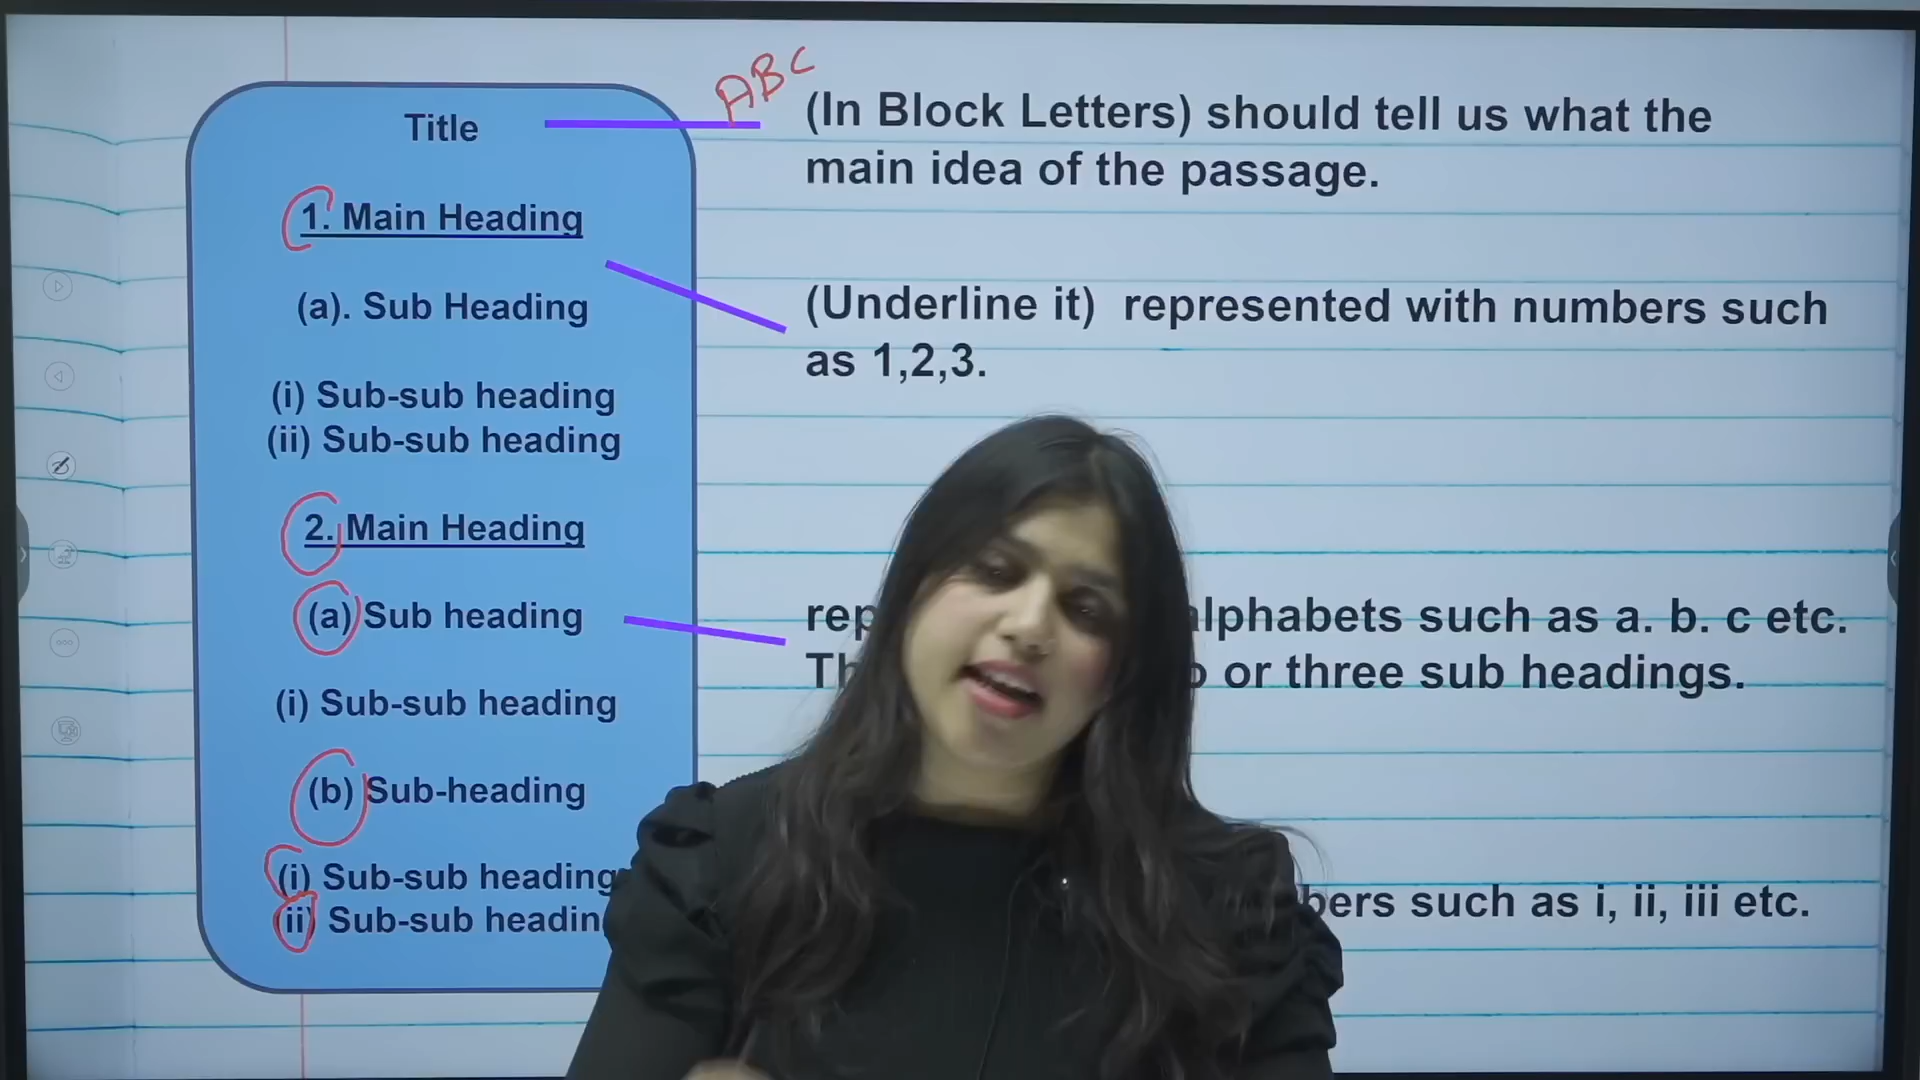 ABC
Title
(In Block Letters) should tell us what the
main idea of the passage.
1. Main Heading
(Underline it) represented with numbers such
as 1,2,3.
(a). Sub Heading
(i) Sub-sub heading
(ii) Sub-sub heading
2. Main Heading
(a) Sub heading
alphabets such as a. b. c etc.
or three sub headings.
(i) Sub-sub heading
(b) Sub-heading
(i) Sub-sub heading
(ii) Sub-sub
such as i, ii, iii etc.